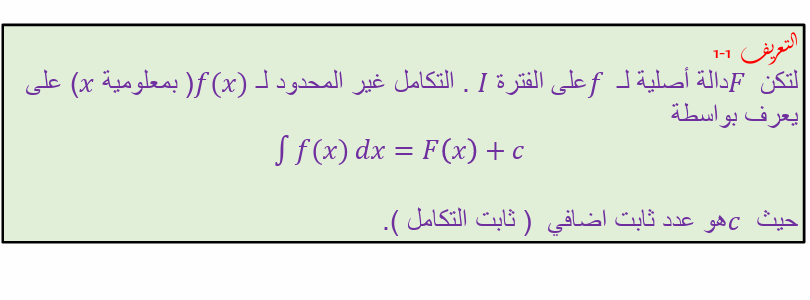 التعريف 1-1
لتكن F دالة أصلية لـ f على الفترة I . التكامل غير المحدود لـ f(x) ( بمعلومية x) على
يعرف بواسطة
∫ f(x) dx = F(x) + c
حيث c هو عدد ثابت اضافي ( ثابت التكامل ).